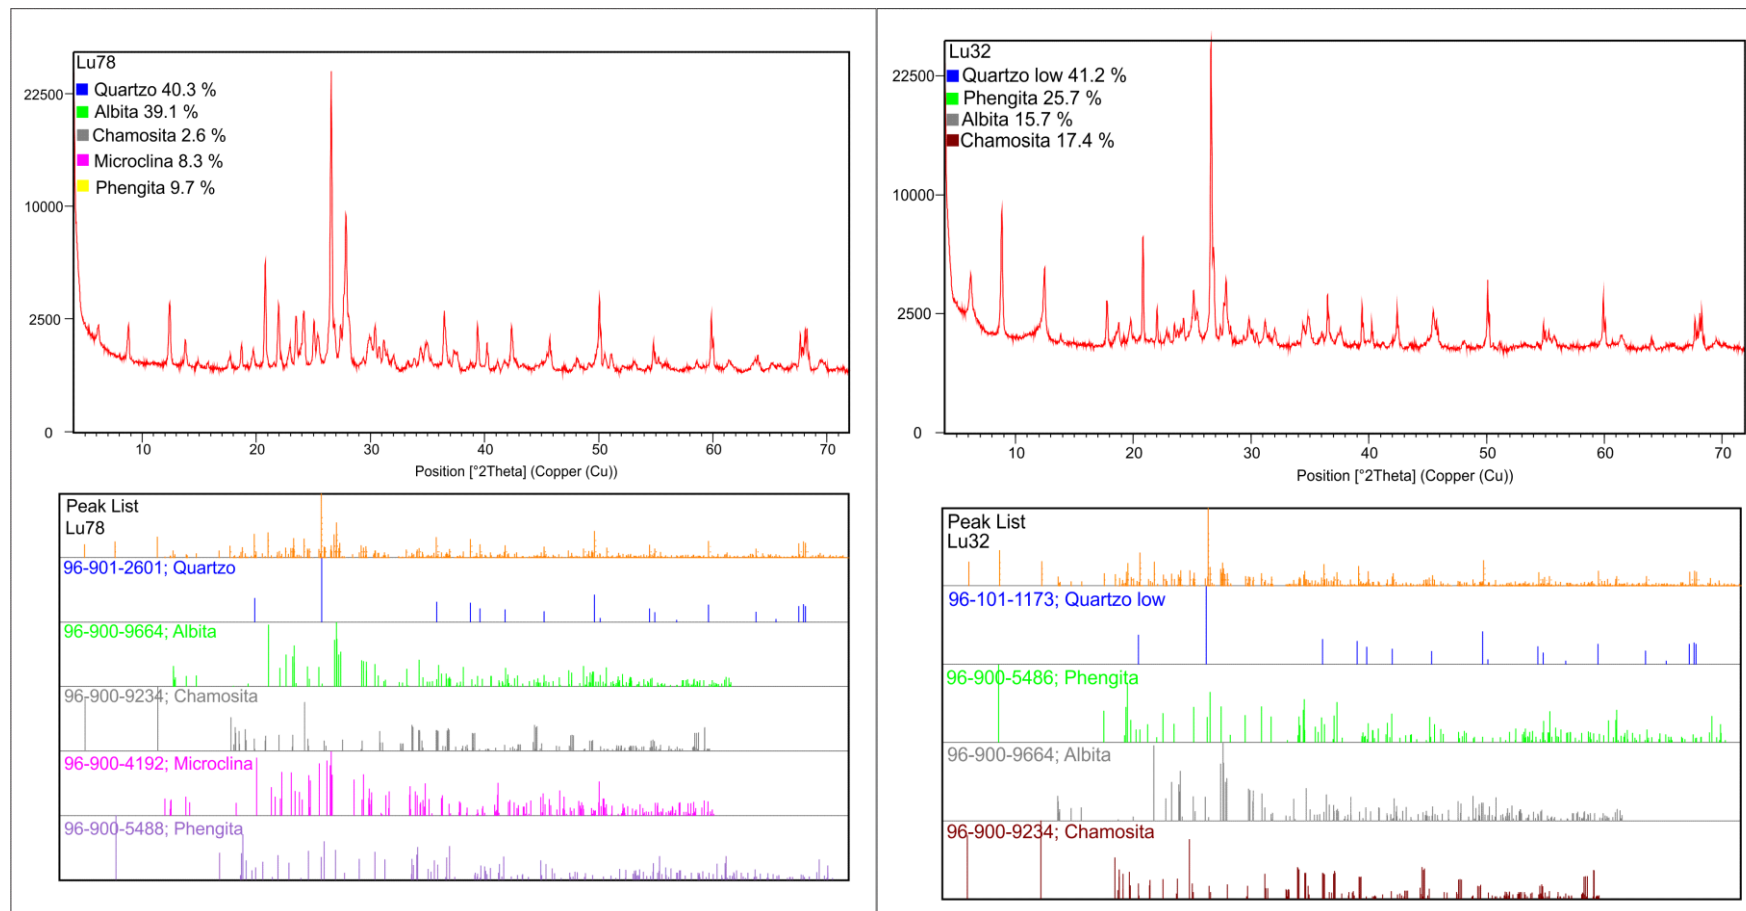 Lu78
Quartzo 40.3 %
Albita 39.1 %
Chamosita 2.6 %
Microclina 8.3 %
Phengita 9.7 %
22500
10000
2500
0
10 20 30 40 50 60 70
Position [°2Theta] (Copper (Cu))
Peak List
Lu78
96-901-2601; Quartzo
96-900-9664; Albita
96-900-9234; Chamosita
96-900-4192; Microclina
96-900-5488; Phengita
Lu32
Quartzo low 41.2 %
Phengita 25.7 %
Albita 15.7 %
Chamosita 17.4 %
22500
10000
2500
0
10 20 30 40 50 60 70
Position [°2Theta] (Copper (Cu))
Peak List
Lu32
96-101-1173; Quartzo low
96-900-5486; Phengita
96-900-9664; Albita
96-900-9234; Chamosita